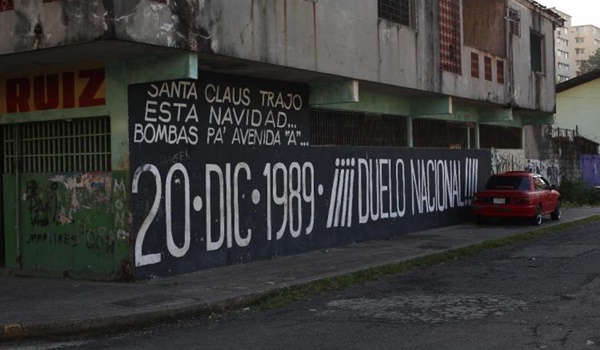 RUIZ
SANTA CLAUS TRAJO
ESTA NAVIDAD...
BOMBAS PA' AVENIDA "A"...
20·DIC·1989·¡¡¡¡DUELO NACIONAL!!!